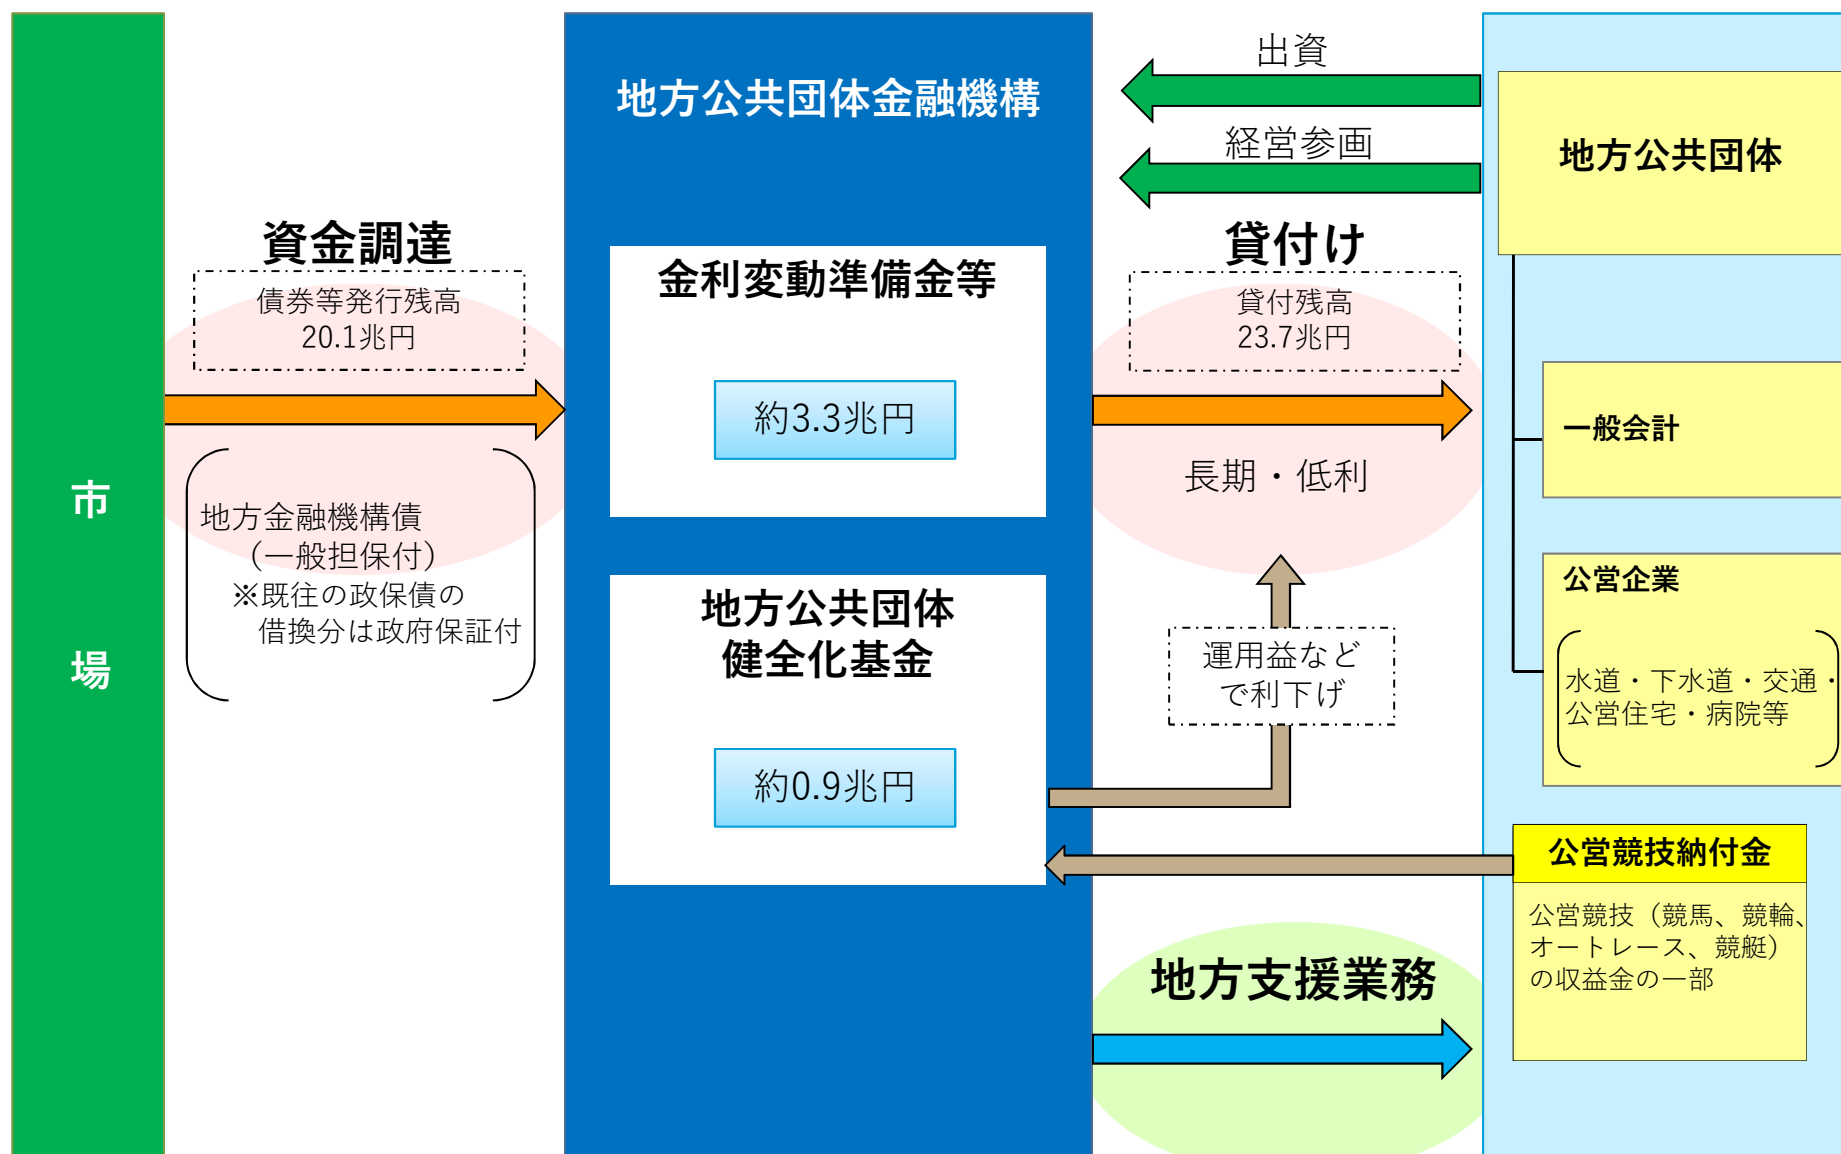 市
場
資金調達
債券等発行残高
20.1兆円
地方金融機構債
（一般担保付）
※既往の政保債の
借換分は政府保証付
地方公共団体金融機構
金利変動準備金等
約3.3兆円
地方公共団体
健全化基金
約0.9兆円
出資
経営参画
貸付け
貸付残高
23.7兆円
長期・低利
運用益など
で利下げ
地方支援業務
地方公共団体
一般会計
公営企業
水道・下水道・交通・
公営住宅・病院等
公営競技納付金
公営競技（競馬、競輪、
オートレース、競艇）
の収益金の一部